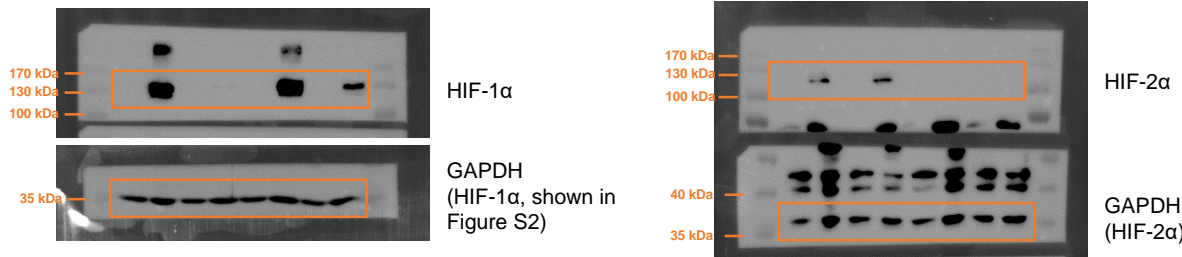 170 kDa
130 kDa
100 kDa
HIF-1α
35 kDa
GAPDH
(HIF-1α, shown in
Figure S2)
170 kDa
130 kDa
100 kDa
HIF-2α
40 kDa
35 kDa
GAPDH
(HIF-2α)